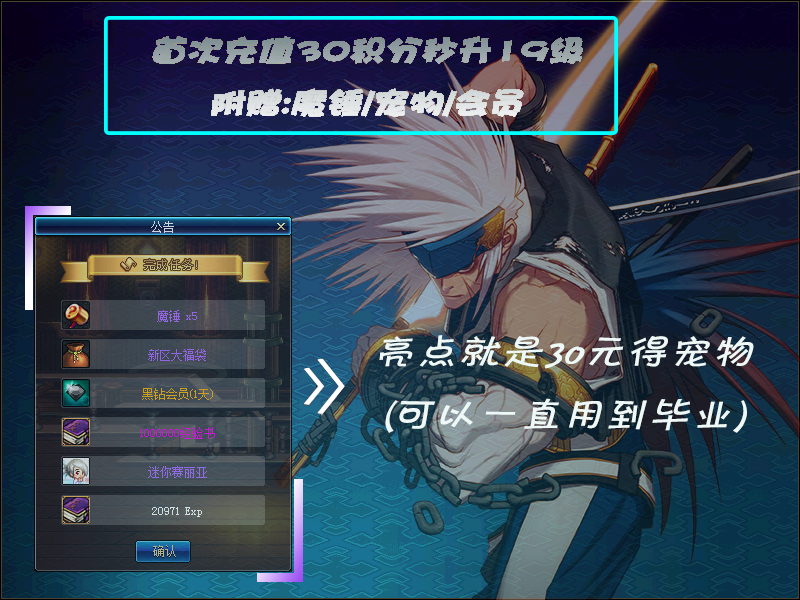 首次充值30积分秒升19级
附赠:魔锤/宠物/会员
公告
完成任务!
魔锤 x5
新区大福袋
黑钻会员(1天)
迷你赛丽亚
20971 Exp
确认
亮点就是30元得宠物
(可以一直用到毕业)